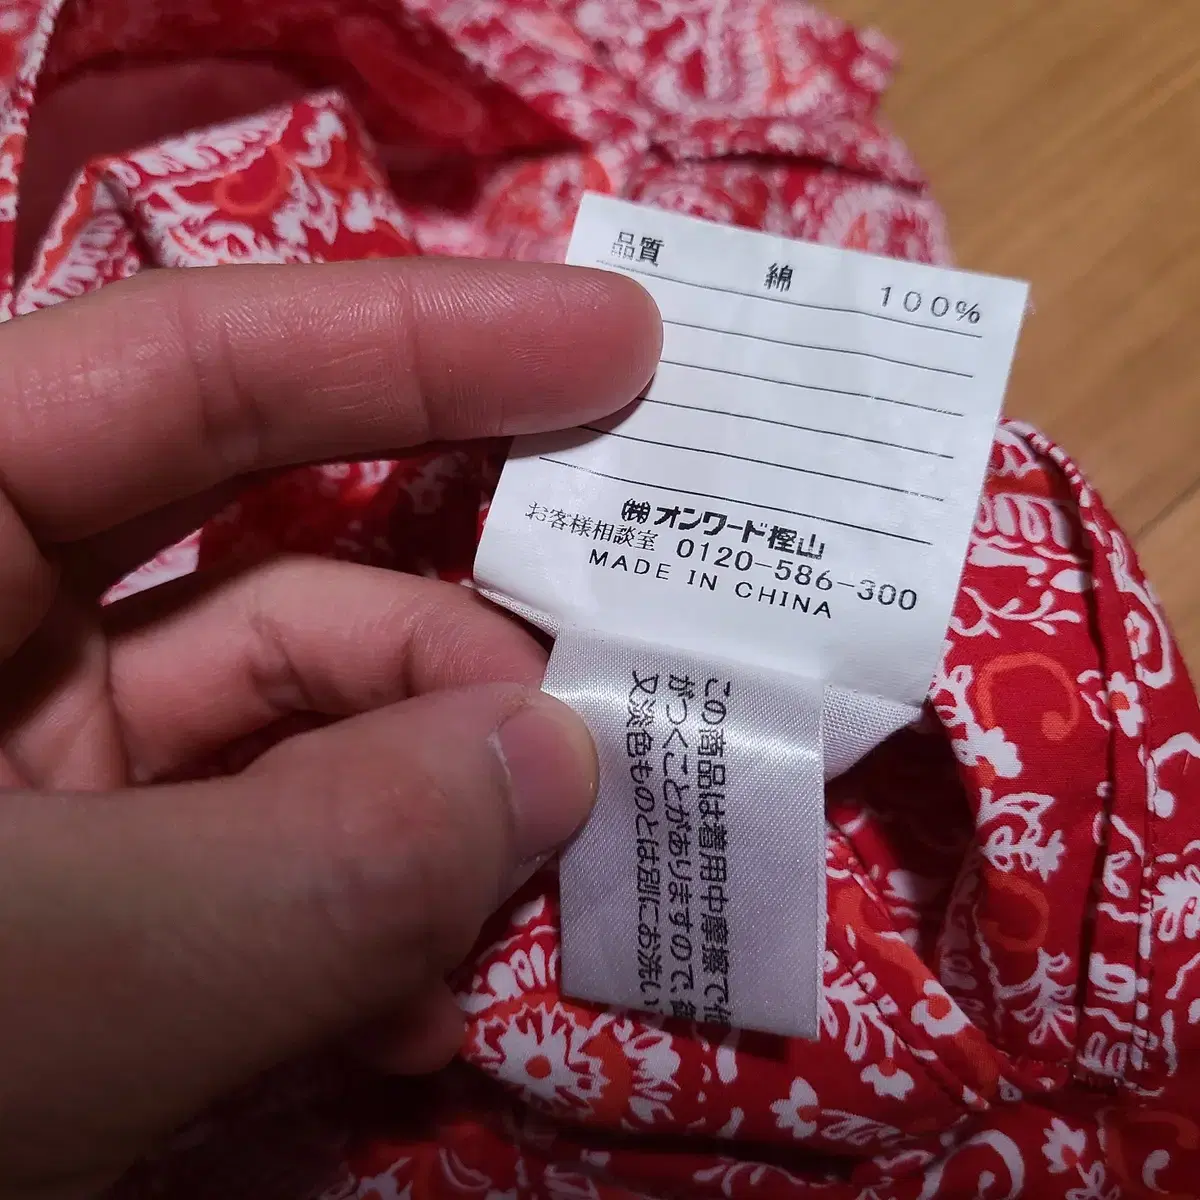 品質 綿 100%
㈱オンワード樫山
お客様相談室 0120-586-300
MADE IN CHINA
この商品は着用中摩擦で
がつくことがありますので、
又淡色ものとは別にお洗い